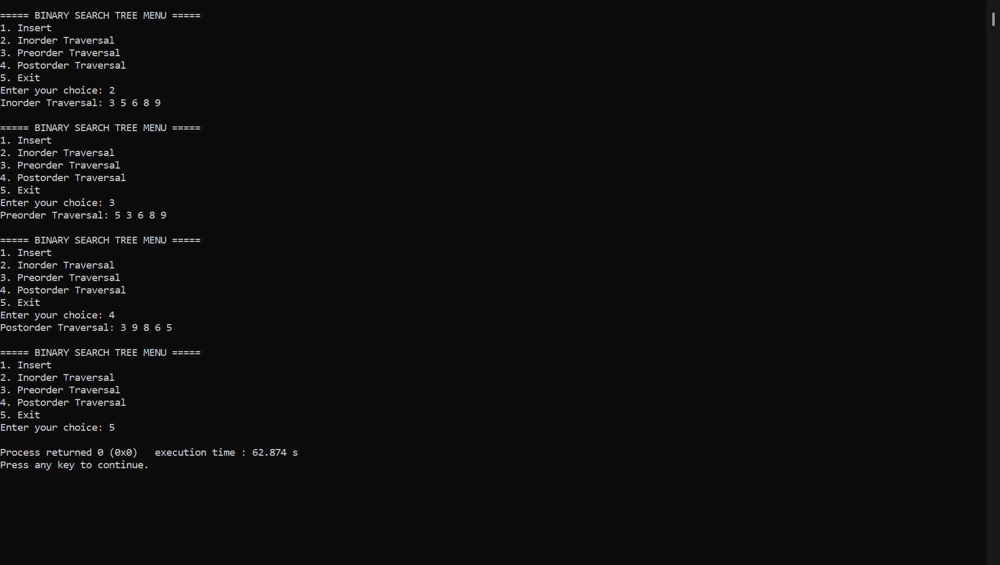 ===== BINARY SEARCH TREE MENU =====
1. Insert
2. Inorder Traversal
3. Preorder Traversal
4. Postorder Traversal
5. Exit
Enter your choice: 2
Inorder Traversal: 3 5 6 8 9

===== BINARY SEARCH TREE MENU =====
1. Insert
2. Inorder Traversal
3. Preorder Traversal
4. Postorder Traversal
5. Exit
Enter your choice: 3
Preorder Traversal: 5 3 6 8 9

===== BINARY SEARCH TREE MENU =====
1. Insert
2. Inorder Traversal
3. Preorder Traversal
4. Postorder Traversal
5. Exit
Enter your choice: 4
Postorder Traversal: 3 9 8 6 5

===== BINARY SEARCH TREE MENU =====
1. Insert
2. Inorder Traversal
3. Preorder Traversal
4. Postorder Traversal
5. Exit
Enter your choice: 5

Process returned 0 (0x0)   execution time : 62.874 s
Press any key to continue.